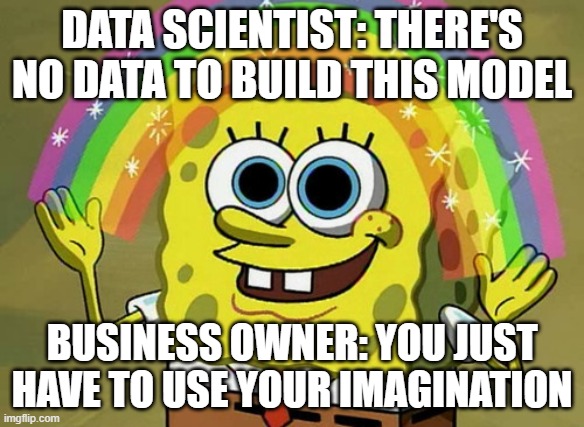 DATA SCIENTIST: THERE'S
NO DATA TO BUILD THIS MODEL
BUSINESS OWNER: YOU JUST
HAVE TO USE YOUR IMAGINATION
imgflip.com